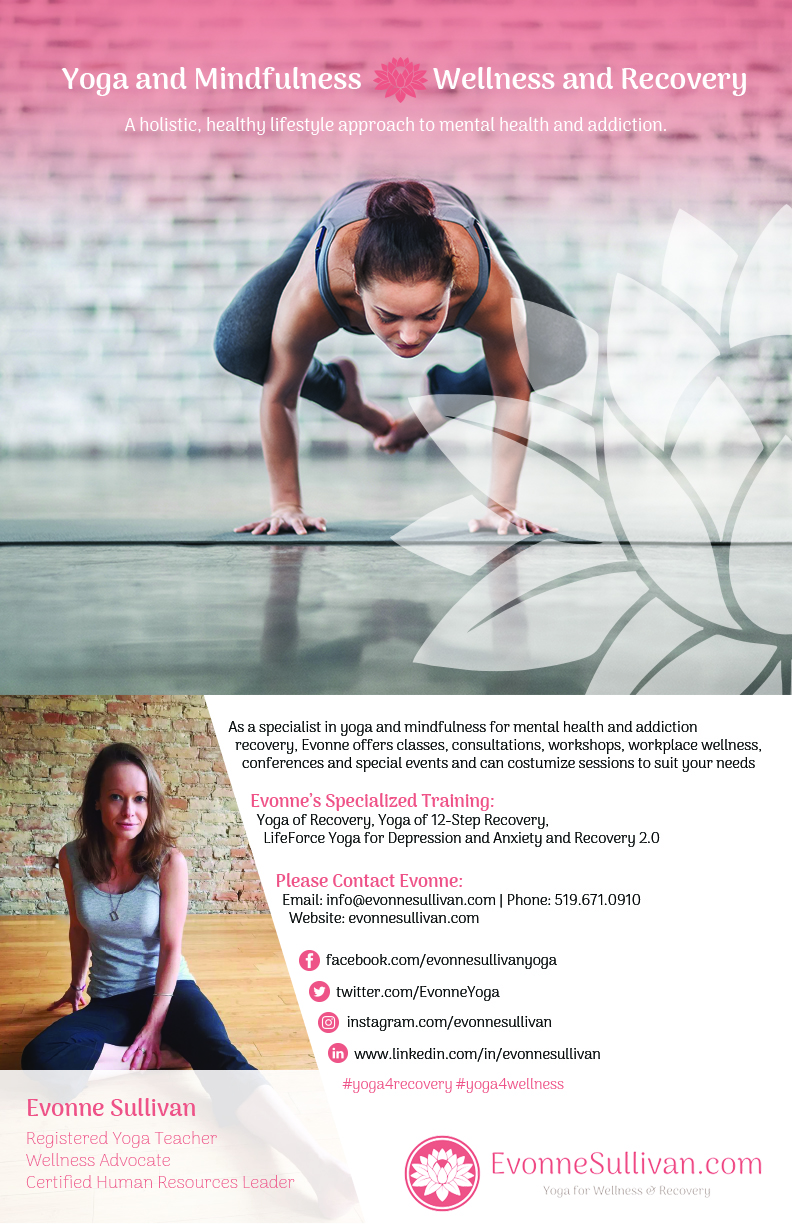 Yoga and Mindfulness Wellness and Recovery
A holistic, healthy lifestyle approach to mental health and addiction.
As a specialist in yoga and mindfulness for mental health and addiction
recovery, Evonne offers classes, consultations, workshops, workplace wellness,
conferences and special events and can costumize sessions to suit your needs
Evonne's Specialized Training:
Yoga of Recovery, Yoga of 12-Step Recovery,
LifeForce Yoga for Depression and Anxiety and Recovery 2.0
Please Contact Evonne:
Email: info@evonnesullivan.com | Phone: 519.671.0910
Website: evonnesullivan.com
facebook.com/evonnesullivanyoga
twitter.com/EvonneYoga
instagram.com/evonnesullivan
www.linkedin.com/in/evonnesullivan
#yoga4recovery #yoga4wellness
Evonne Sullivan
Registered Yoga Teacher
Wellness Advocate
Certified Human Resources Leader
EvonneSullivan.com
Yoga for Wellness & Recovery